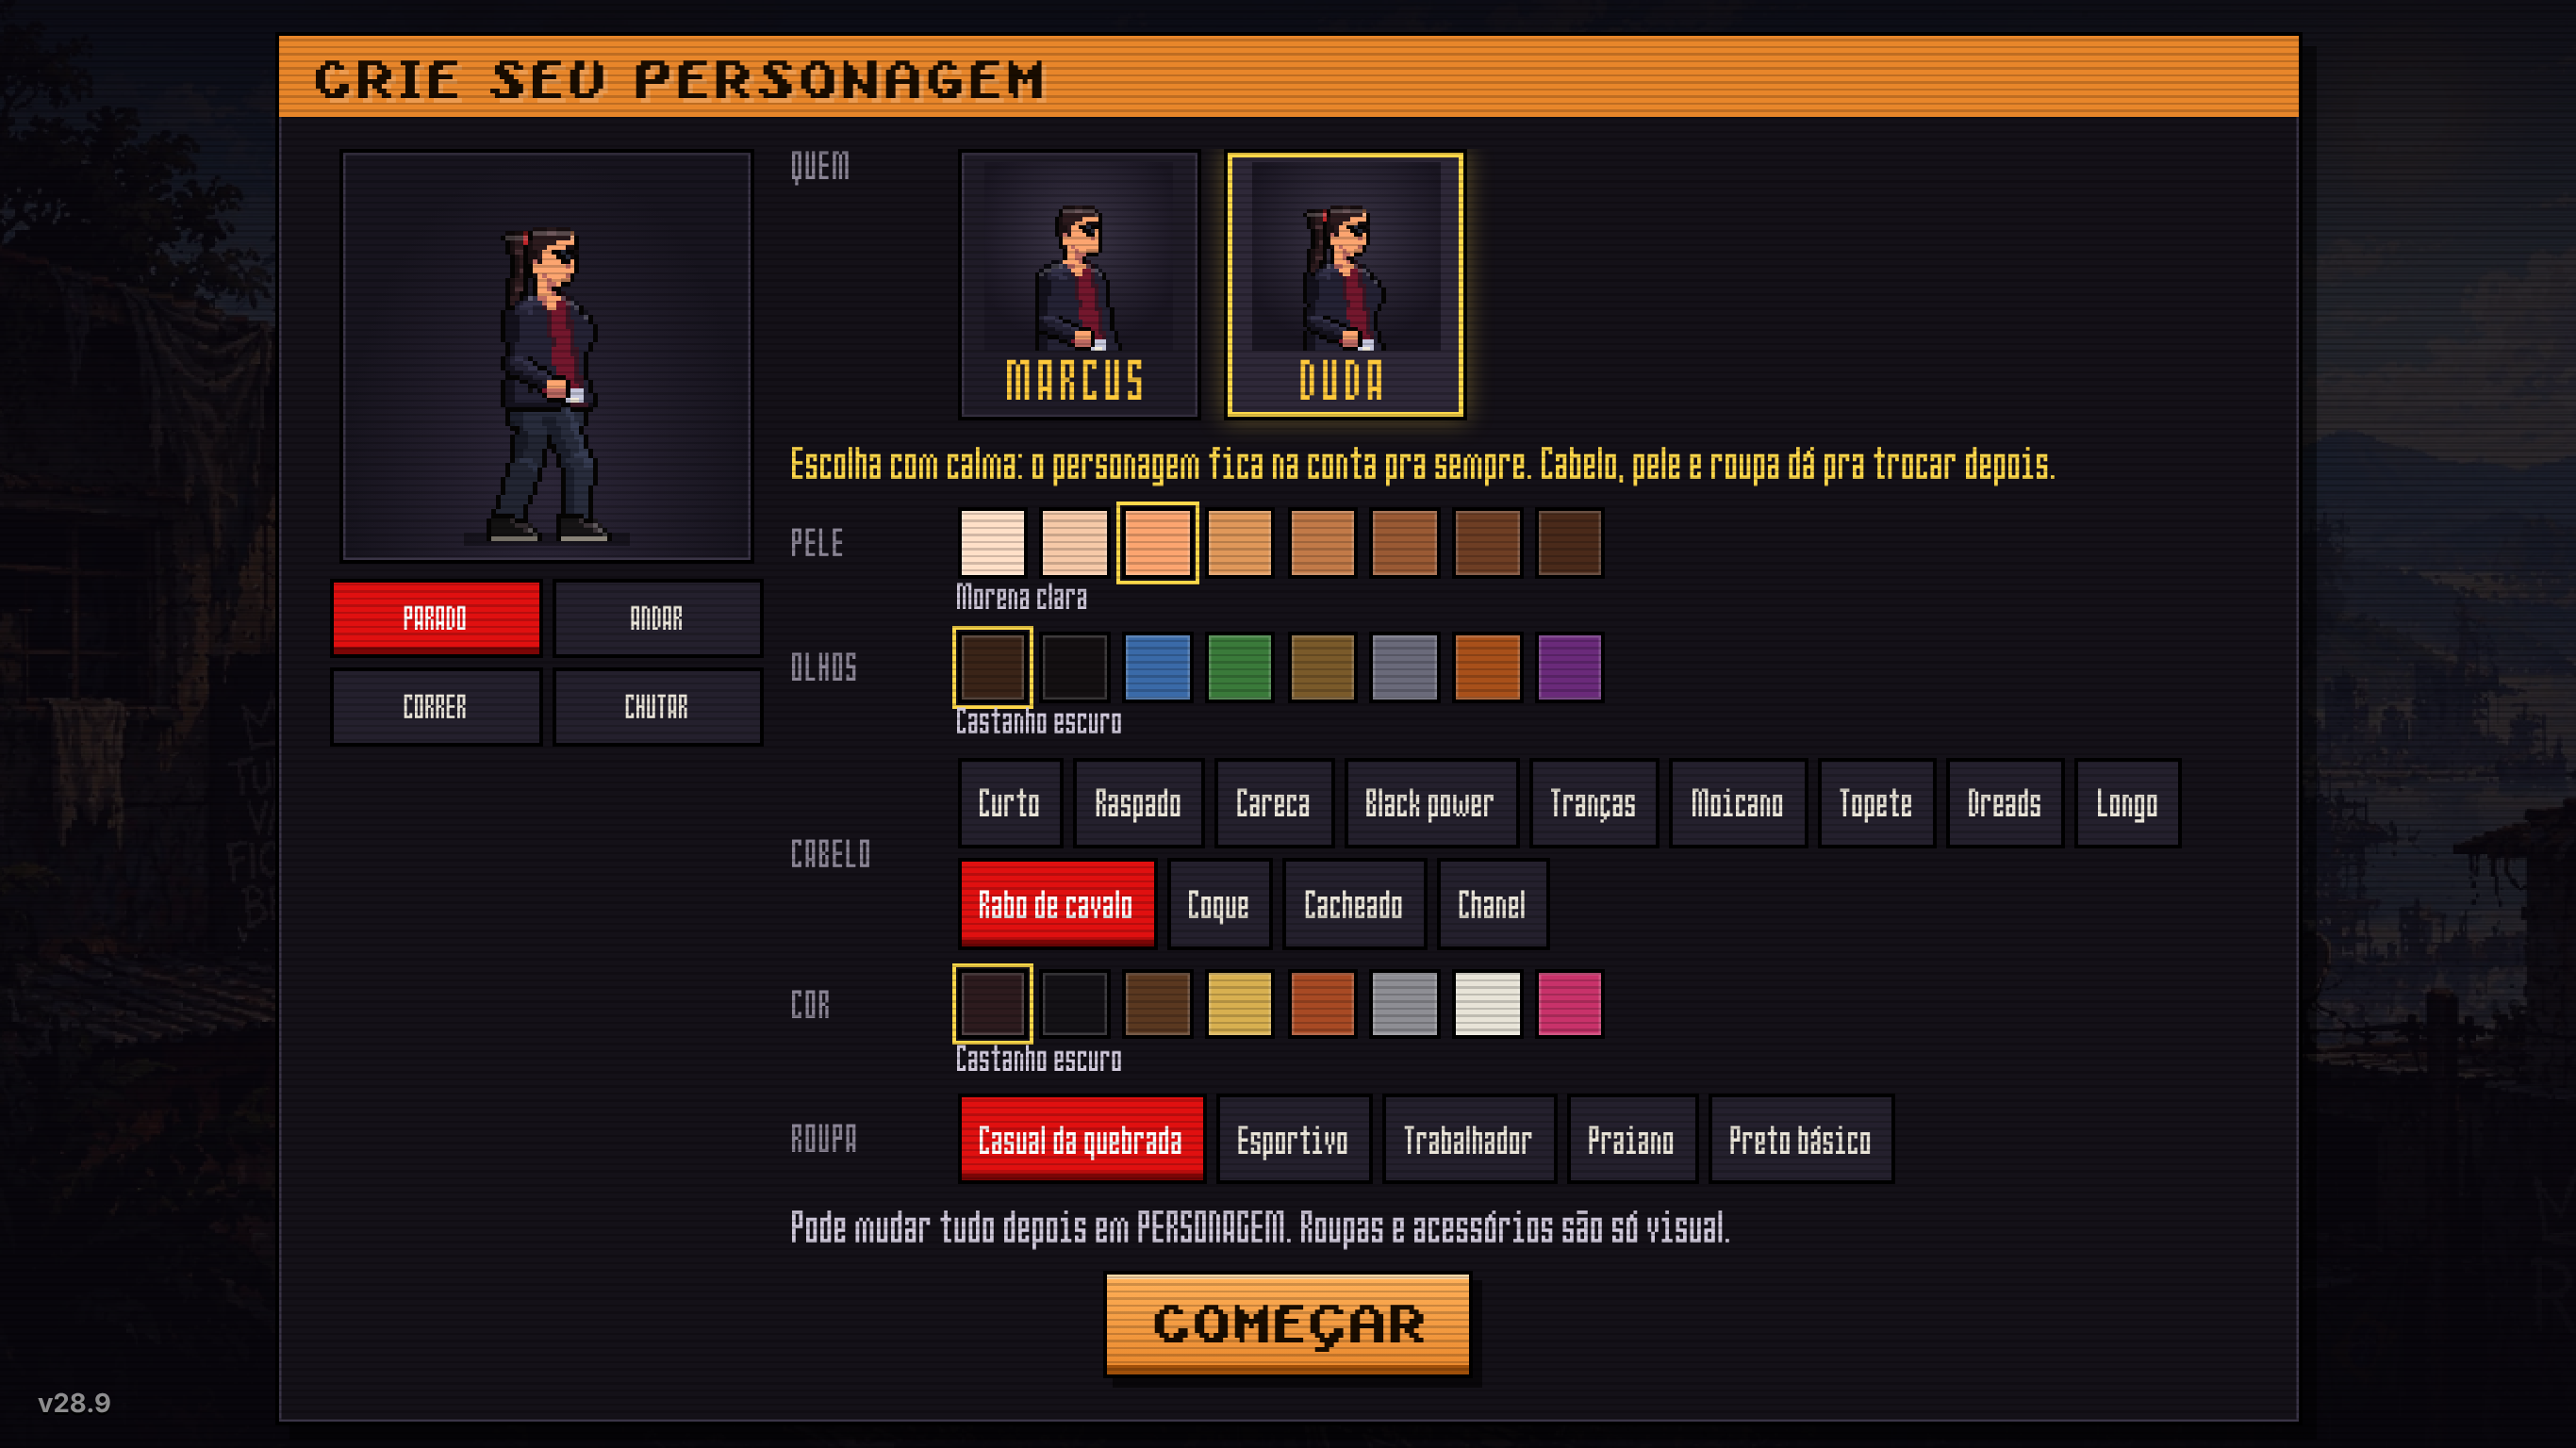 CRIE SEU PERSONAGEM
QUEM
MARCUS
DUDA
Escolha com calma: o personagem fica na conta pra sempre. Cabelo, pele e roupa dá pra trocar depois.
PELE
Morena clara
PARADO
ANDAR
CORRER
CHUTAR
OLHOS
Castanho escuro
CABELO
Curto
Raspado
Careca
Black power
Tranças
Moicano
Topete
Dreads
Longo
Rabo de cavalo
Coque
Cacheado
Chanel
COR
Castanho escuro
ROUPA
Casual da quebrada
Esportivo
Trabalhador
Praiano
Preto básico
Pode mudar tudo depois em PERSONAGEM. Roupas e acessórios são só visual.
COMEÇAR
v28.9